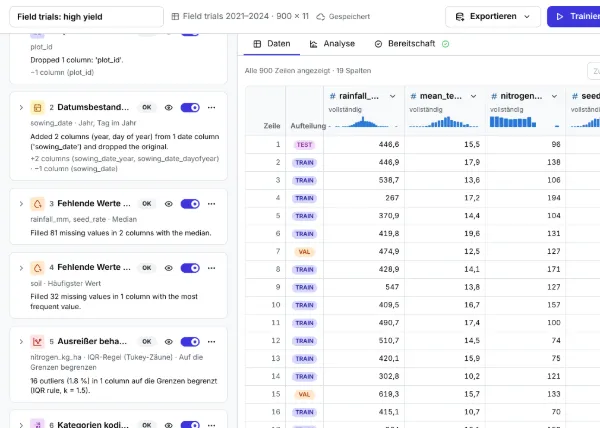 Field trials: high yield
Field trials 2021–2024 · 900 × 11
Gespeichert
Exportieren
Trainier
plot_id
Dropped 1 column: 'plot_id'.
−1 column (plot_id)
2 Datumsbestand... OK
sowing_date · Jahr, Tag im Jahr
Added 2 columns (year, day of year) from 1 date column
('sowing_date') and dropped the original.
+2 columns (sowing_date_year, sowing_date_dayofyear)
· −1 column (sowing_date)
3 Fehlende Werte ... OK
rainfall_mm, seed_rate · Median
Filled 81 missing values in 2 columns with the median.
4 Fehlende Werte ... OK
soil · Häufigster Wert
Filled 32 missing values in 1 column with the most
frequent value.
5 Ausreißer beha... OK
nitrogen_kg_ha · IQR-Regel (Tukey-Zäune) · Auf die
Grenzen begrenzen
16 outliers (1.8 %) in 1 column auf die Grenzen begrenzt
(IQR rule, k = 1.5).
6 Kategorien kodi... OK
Daten Analyse Bereitschaft
Alle 900 Zeilen angezeigt · 19 Spalten
Zeile Aufteilung # rainfall_... # mean_te... # nitrogen... # seed
vollständig vollständig vollständig vollstän
1 TEST 446,6 15,5 96
2 TRAIN 446,9 17,9 138
3 TRAIN 538,7 13,6 106
4 TRAIN 267 17,2 194
5 TRAIN 370,9 14,4 104
6 TRAIN 419,8 19,6 131
7 VAL 474,9 12,5 127
8 TRAIN 428,9 14,1 171
9 TRAIN 547 13,8 127
10 TRAIN 409,5 16,7 157
11 TRAIN 490,7 17,4 100
12 TRAIN 510,7 14,5 74
13 TRAIN 420,1 15,9 75
14 TRAIN 302,8 10,2 121
15 VAL 619,3 15,7 133
16 TRAIN 415,1 10,7 70